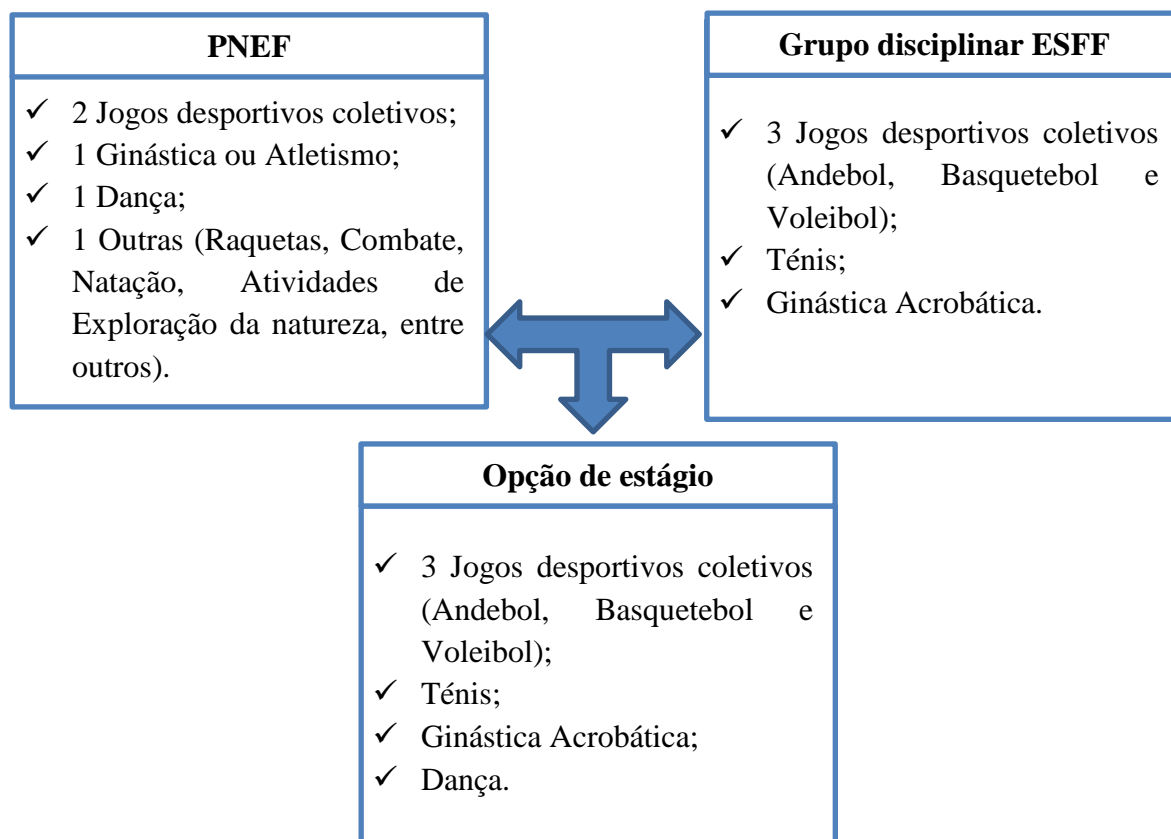 PNEF
✓ 2 Jogos desportivos coletivos;
✓ 1 Ginástica ou Atletismo;
✓ 1 Dança;
✓ 1 Outras (Raquetas, Combate,
Natação, Atividades de
Exploração da natureza, entre
outros).
Grupo disciplinar ESFF
✓ 3 Jogos desportivos coletivos
(Andebol, Basquetebol e
Voleibol);
✓ Ténis;
✓ Ginástica Acrobática.
Opção de estágio
✓ 3 Jogos desportivos coletivos
(Andebol, Basquetebol e
Voleibol);
✓ Ténis;
✓ Ginástica Acrobática;
✓ Dança.